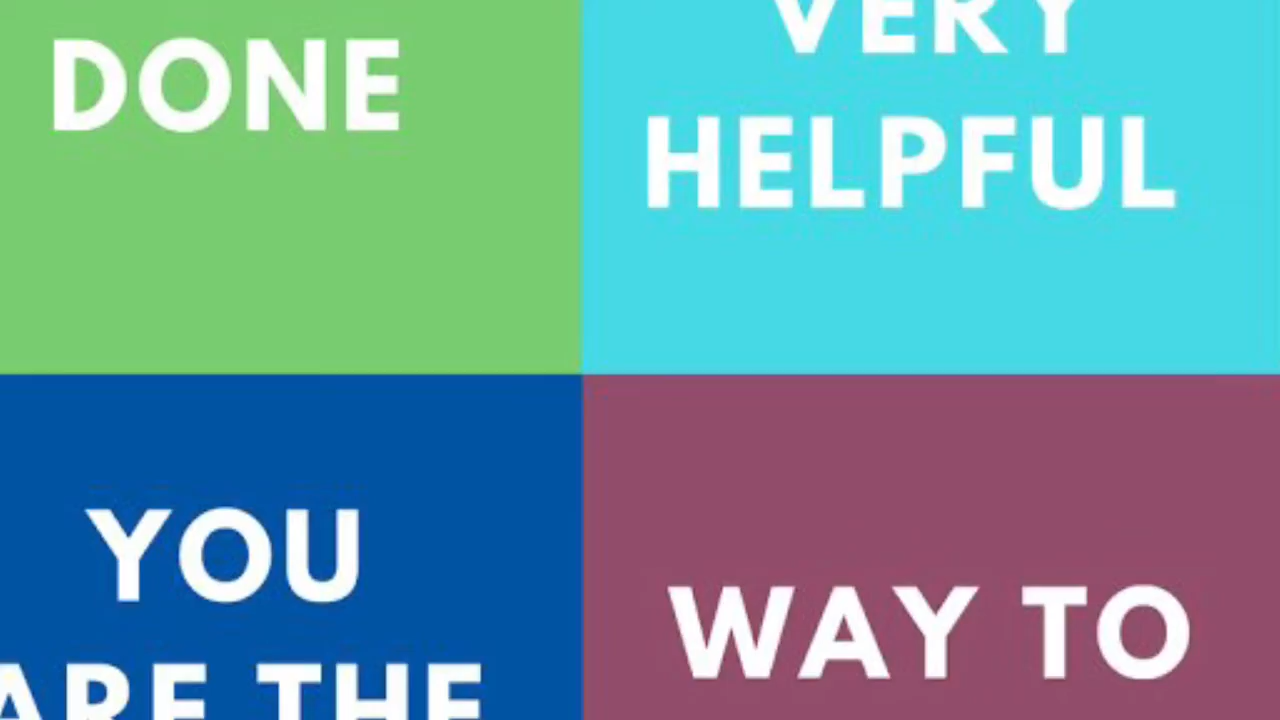 DONE
VERY
HELPFUL
YOU
ARE THE
WAY TO